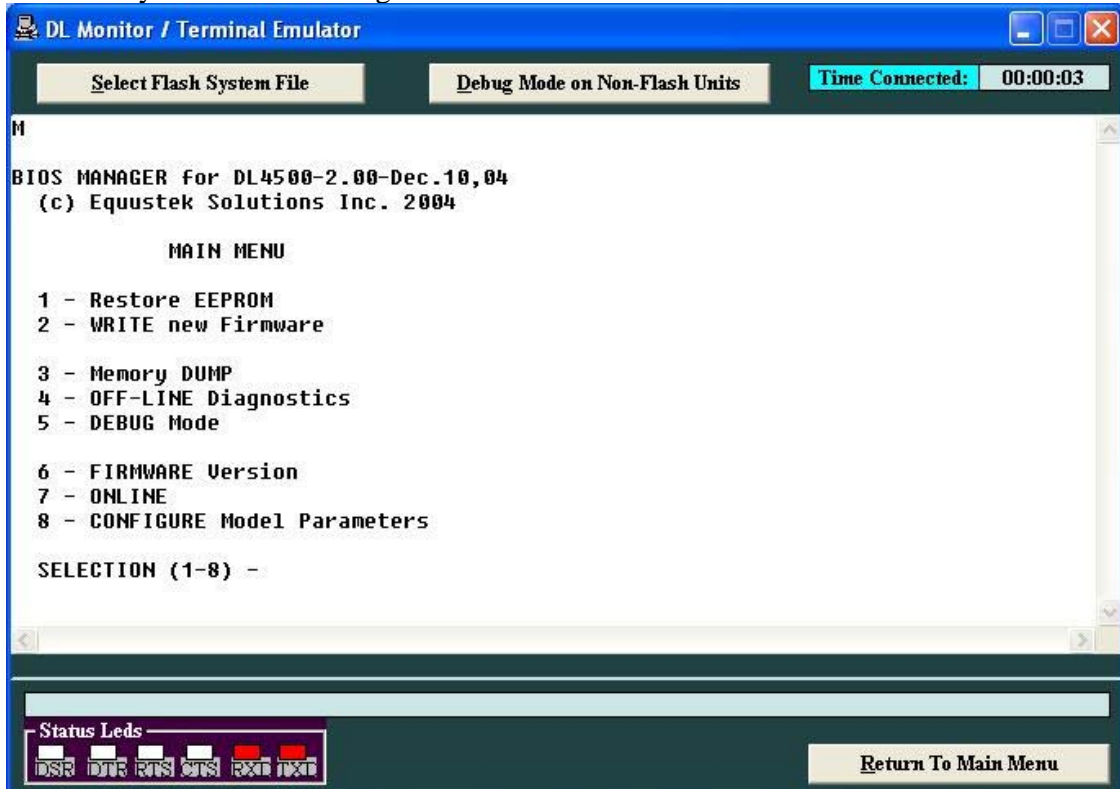 DL Monitor / Terminal Emulator
Select Flash System File
Debug Mode on Non-Flash Units
Time Connected: 00:00:03
M
BIOS MANAGER for DL4500-2.00-Dec.10,04
(c) Equustek Solutions Inc. 2004
MAIN MENU
1 - Restore EEPROM
2 - WRITE new Firmware
3 - Memory DUMP
4 - OFF-LINE Diagnostics
5 - DEBUG Mode
6 - FIRMWARE Version
7 - ONLINE
8 - CONFIGURE Model Parameters
SELECTION (1-8) -
Status Leds
DSR DTR RTS CTS RXD TXD
Return To Main Menu